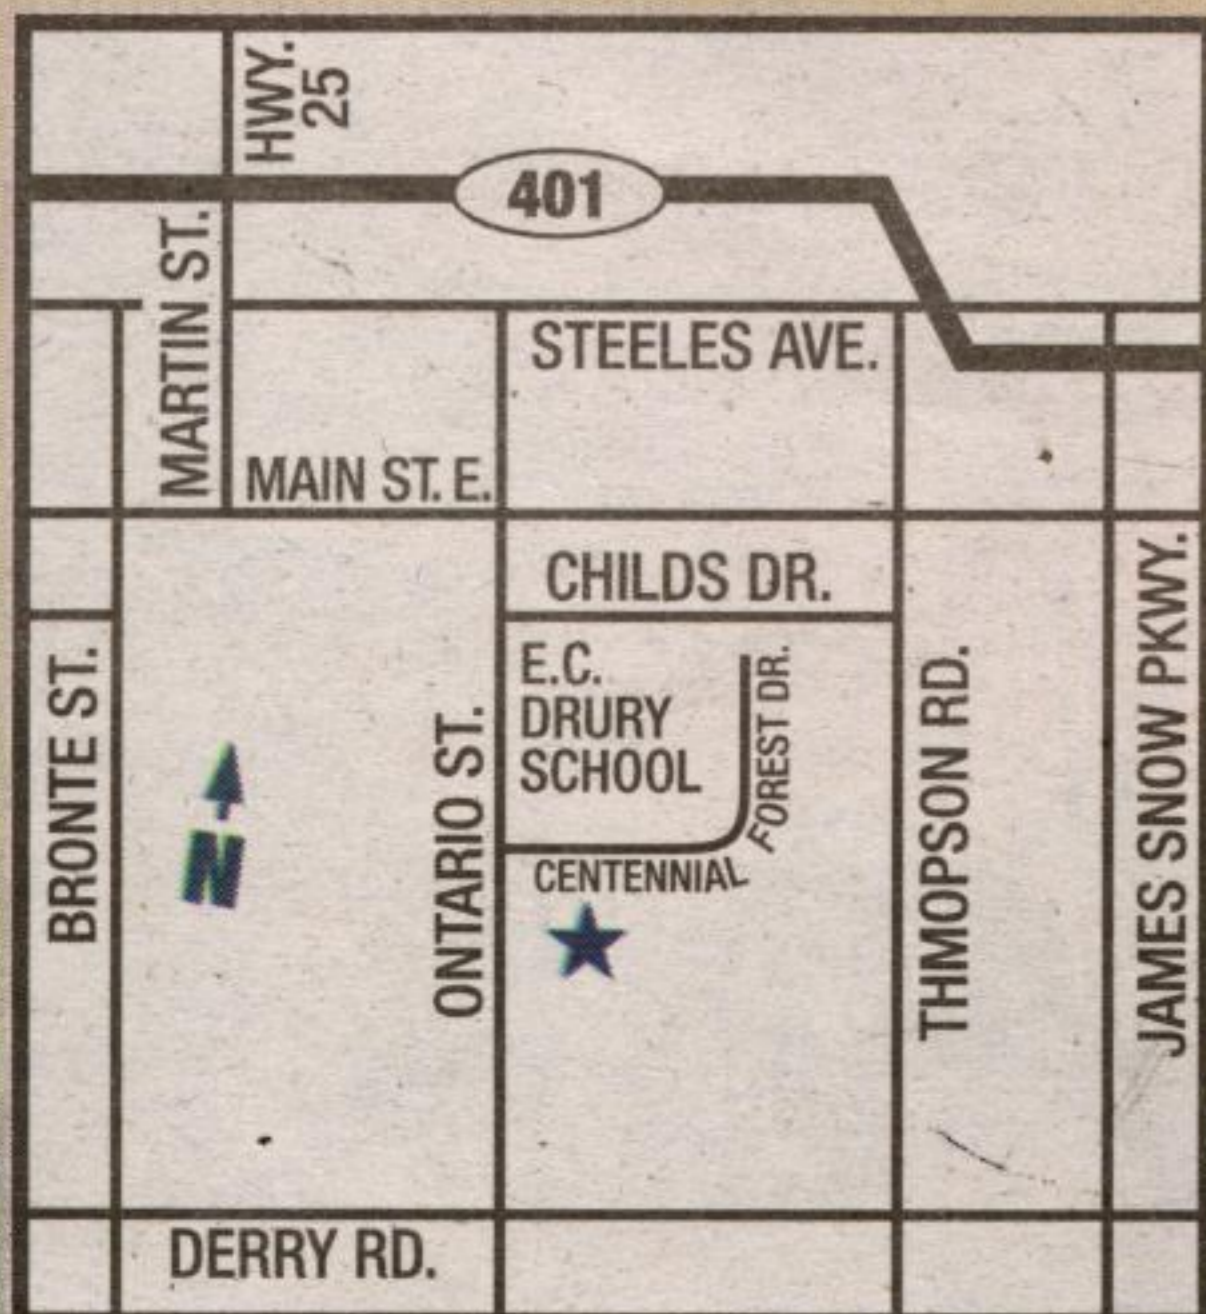 HWY.
25
401
MARTIN ST.
STEELES AVE.
MAIN ST. E.
CHILDS DR.
E.C.
DRURY
SCHOOL
FOREST DR.
CENTENNIAL
BRONTE ST.
N
ONTARIO ST.
THMOPSON RD.
JAMES SNOW PKWY.
DERRY RD.